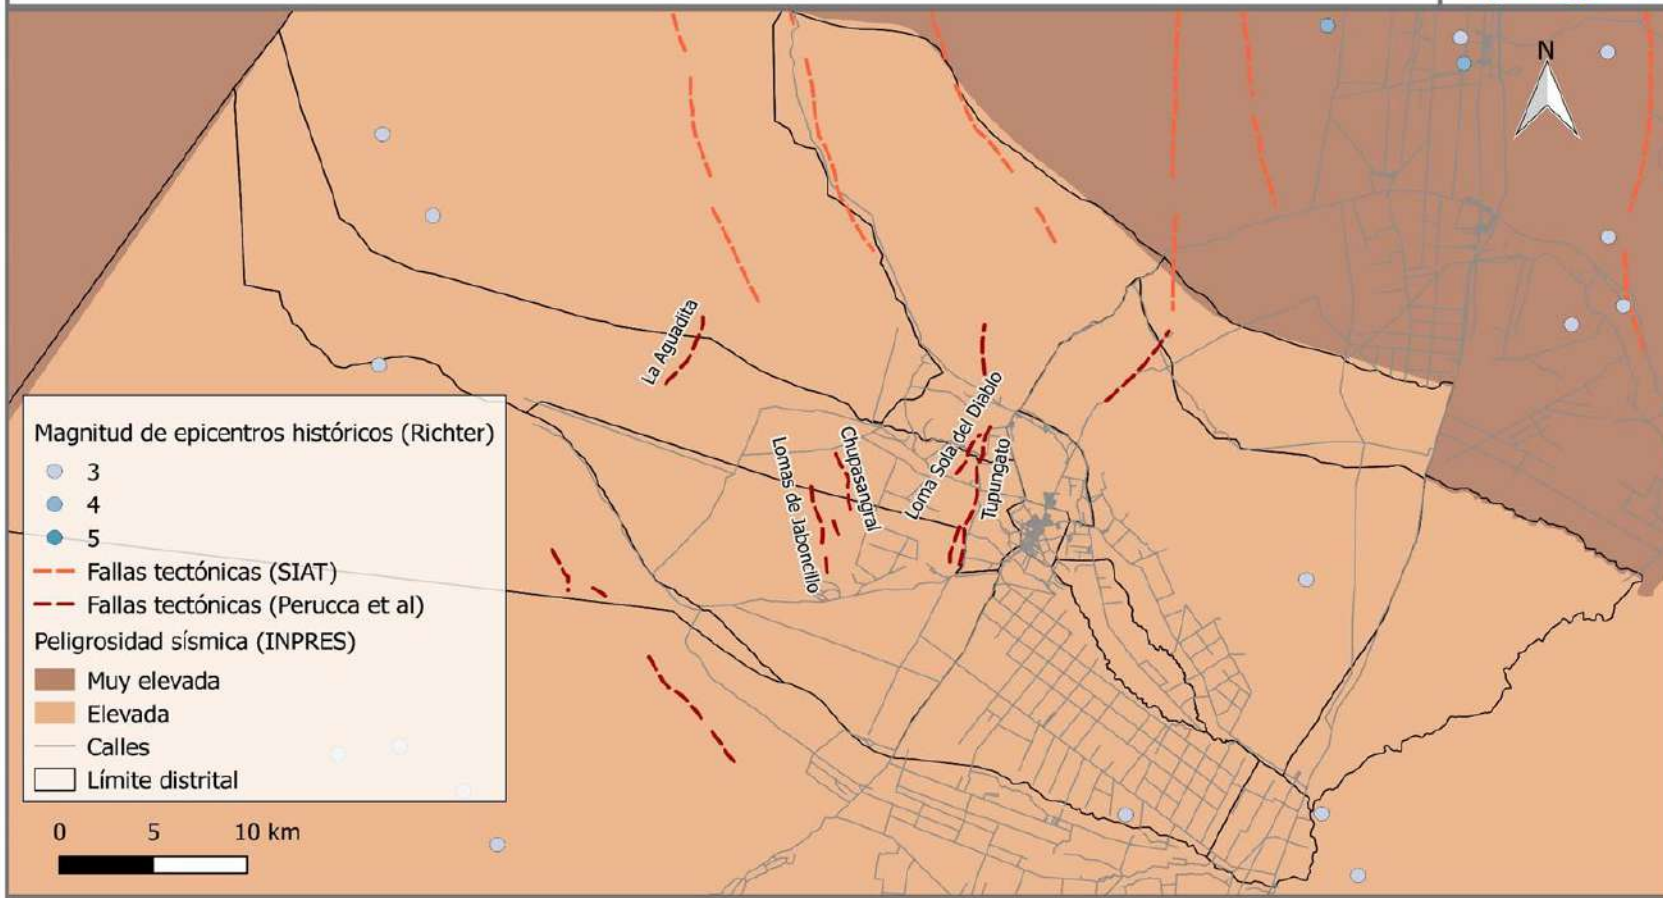 N
La Aguadita
Lomas de Jaboncillo
Chupasangral
Loma Sola del Diablo
Tupungato
Magnitud de epicentros históricos (Richter)
3
4
5
Fallas tectónicas (SIAT)
Fallas tectónicas (Perucca et al)
Peligrosidad sísmica (INPRES)
Muy elevada
Elevada
Calles
Límite distrital
0 5 10 km